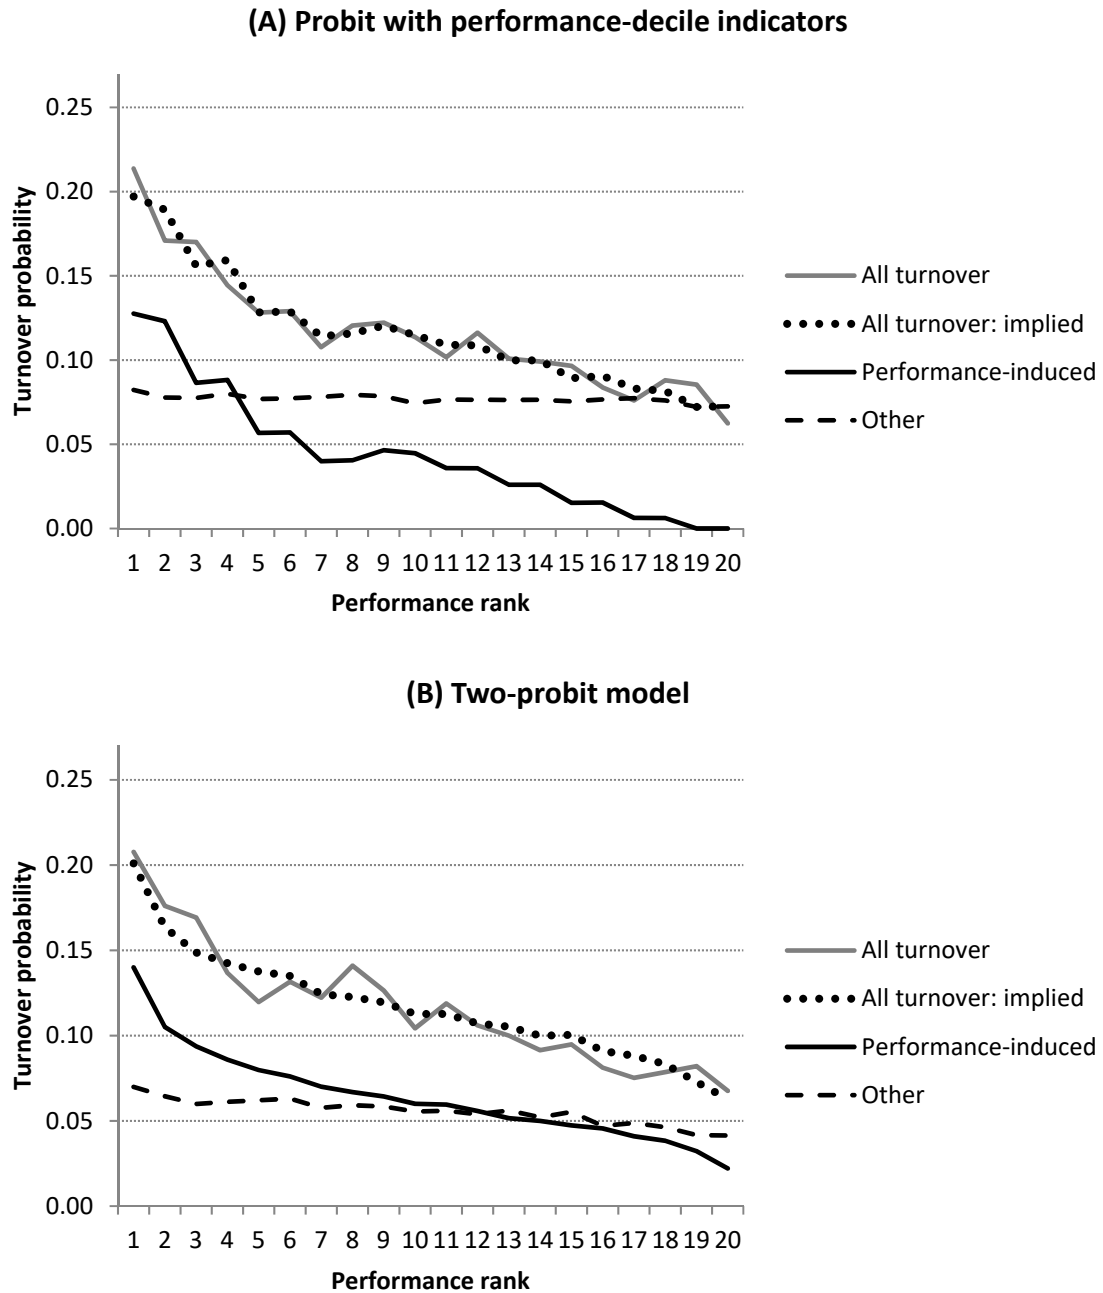 (A) Probit with performance-decile indicators
0.25
0.20
0.15
0.10
0.05
0.00
Turnover probability
1 2 3 4 5 6 7 8 9 10 11 12 13 14 15 16 17 18 19 20
Performance rank
All turnover
All turnover: implied
Performance-induced
Other
(B) Two-probit model
0.25
0.20
0.15
0.10
0.05
0.00
Turnover probability
1 2 3 4 5 6 7 8 9 10 11 12 13 14 15 16 17 18 19 20
Performance rank
All turnover
All turnover: implied
Performance-induced
Other